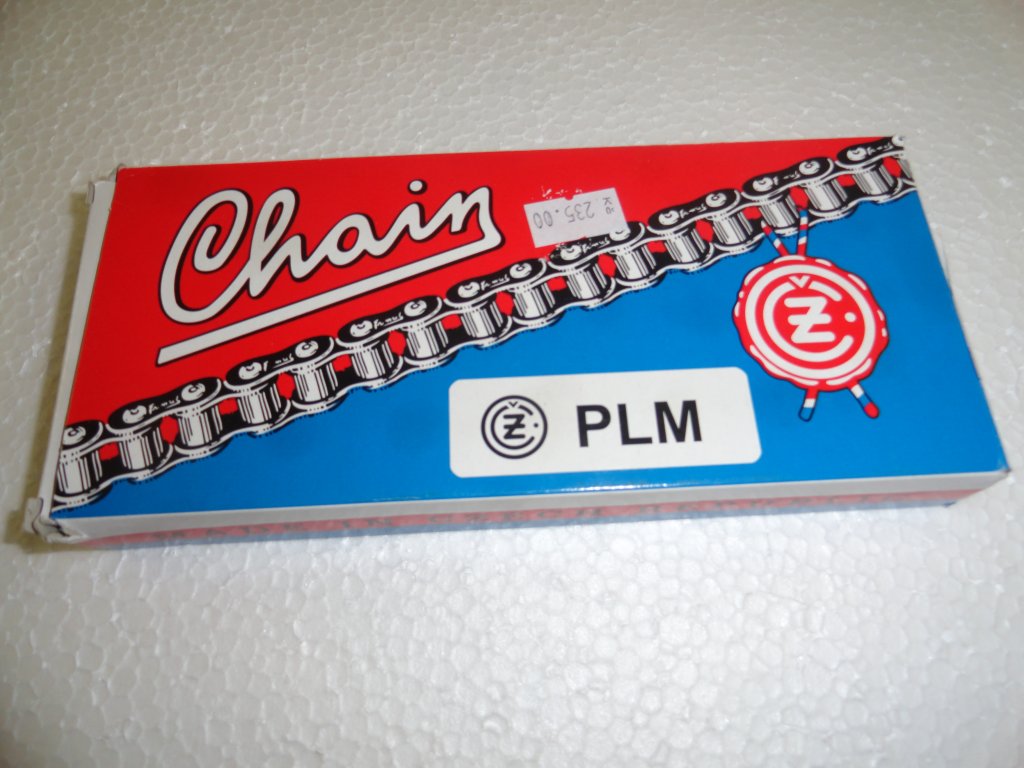 Chain
Kč 235.00
ČZ
ČZ PLM